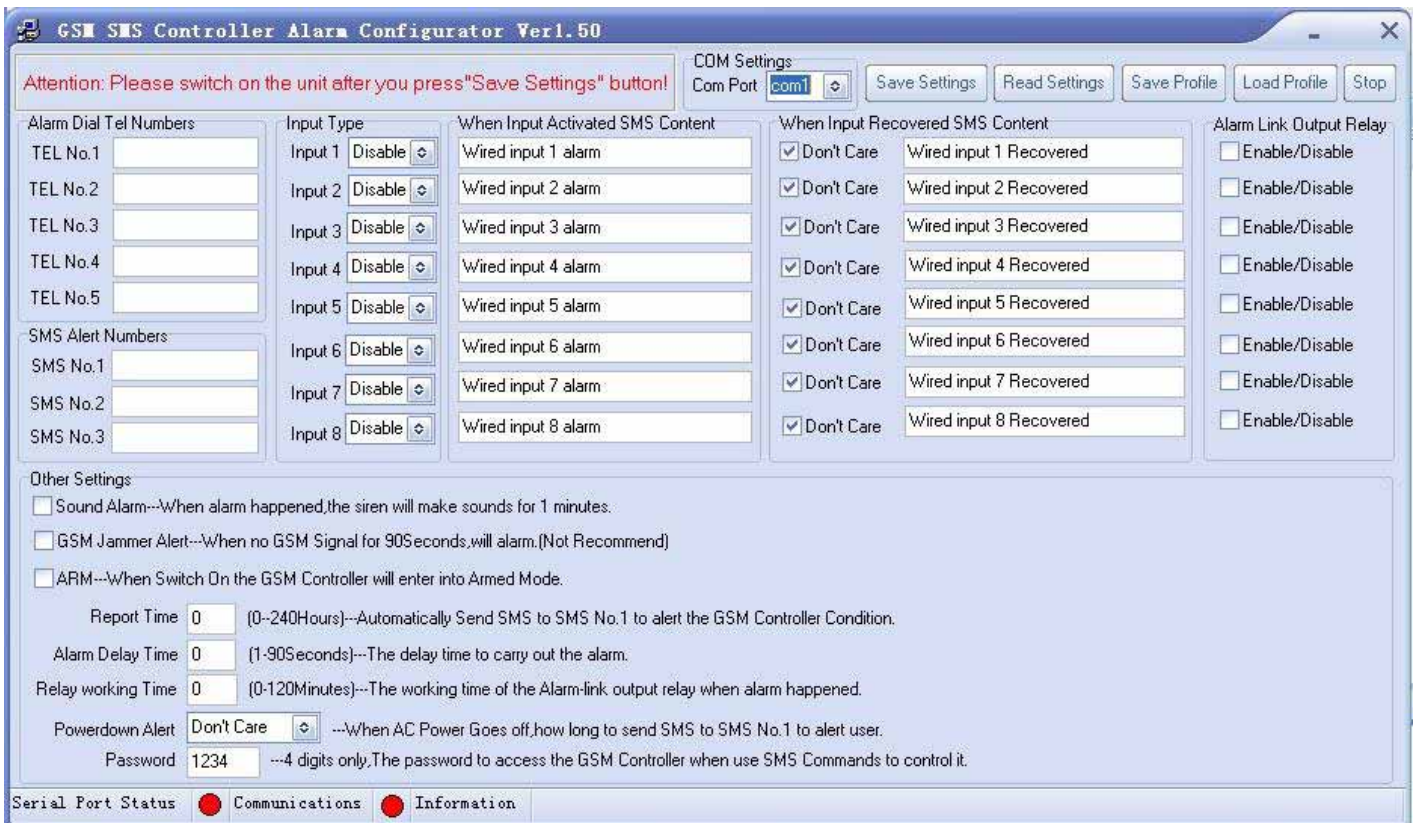 GSM SMS Controller Alarm Configurator Ver1.50
Attention: Please switch on the unit after you press"Save Settings" button!
COM Settings
Com Port com1
Save Settings
Read Settings
Save Profile
Load Profile
Stop
Alarm Dial Tel Numbers
TEL No.1
TEL No.2
TEL No.3
TEL No.4
TEL No.5
SMS Alert Numbers
SMS No.1
SMS No.2
SMS No.3
Input Type
Input 1 Disable
Input 2 Disable
Input 3 Disable
Input 4 Disable
Input 5 Disable
Input 6 Disable
Input 7 Disable
Input 8 Disable
When Input Activated SMS Content
Wired input 1 alarm
Wired input 2 alarm
Wired input 3 alarm
Wired input 4 alarm
Wired input 5 alarm
Wired input 6 alarm
Wired input 7 alarm
Wired input 8 alarm
When Input Recovered SMS Content
Don't Care Wired input 1 Recovered
Don't Care Wired input 2 Recovered
Don't Care Wired input 3 Recovered
Don't Care Wired input 4 Recovered
Don't Care Wired input 5 Recovered
Don't Care Wired input 6 Recovered
Don't Care Wired input 7 Recovered
Don't Care Wired input 8 Recovered
Alarm Link Output Relay
Enable/Disable
Enable/Disable
Enable/Disable
Enable/Disable
Enable/Disable
Enable/Disable
Enable/Disable
Enable/Disable
Other Settings
Sound Alarm---When alarm happened,the siren will make sounds for 1 minutes.
GSM Jammer Alert---When no GSM Signal for 90Seconds,will alarm.(Not Recommend)
ARM---When Switch On the GSM Controller will enter into Armed Mode.
Report Time 0 (0--240Hours)---Automatically Send SMS to SMS No.1 to alert the GSM Controller Condition.
Alarm Delay Time 0 (1-90Seconds)---The delay time to carry out the alarm.
Relay working Time 0 (0-120Minutes)---The working time of the Alarm-link output relay when alarm happened.
Powerdown Alert Don't Care ---When AC Power Goes off,how long to send SMS to SMS No.1 to alert user.
Password 1234 ---4 digits only,The password to access the GSM Controller when use SMS Commands to control it.
Serial Port Status Communications Information